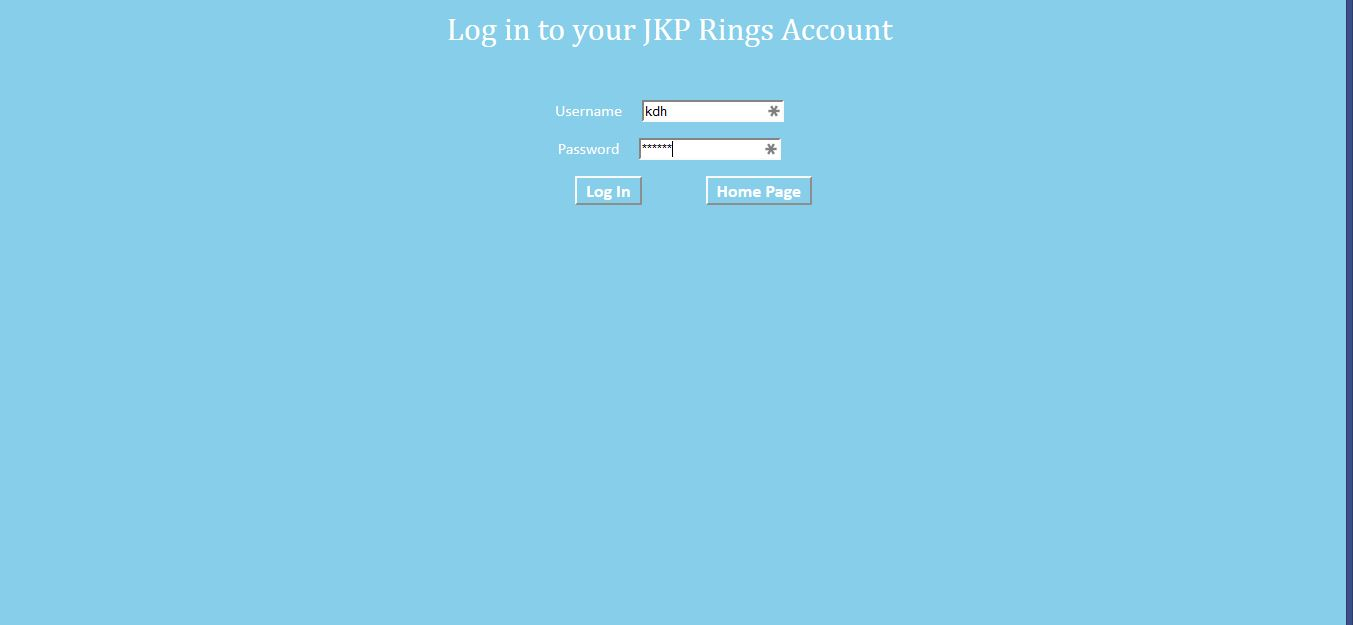 Log in to your JKP Rings Account
Username kdh *
Password ****** *
Log In Home Page